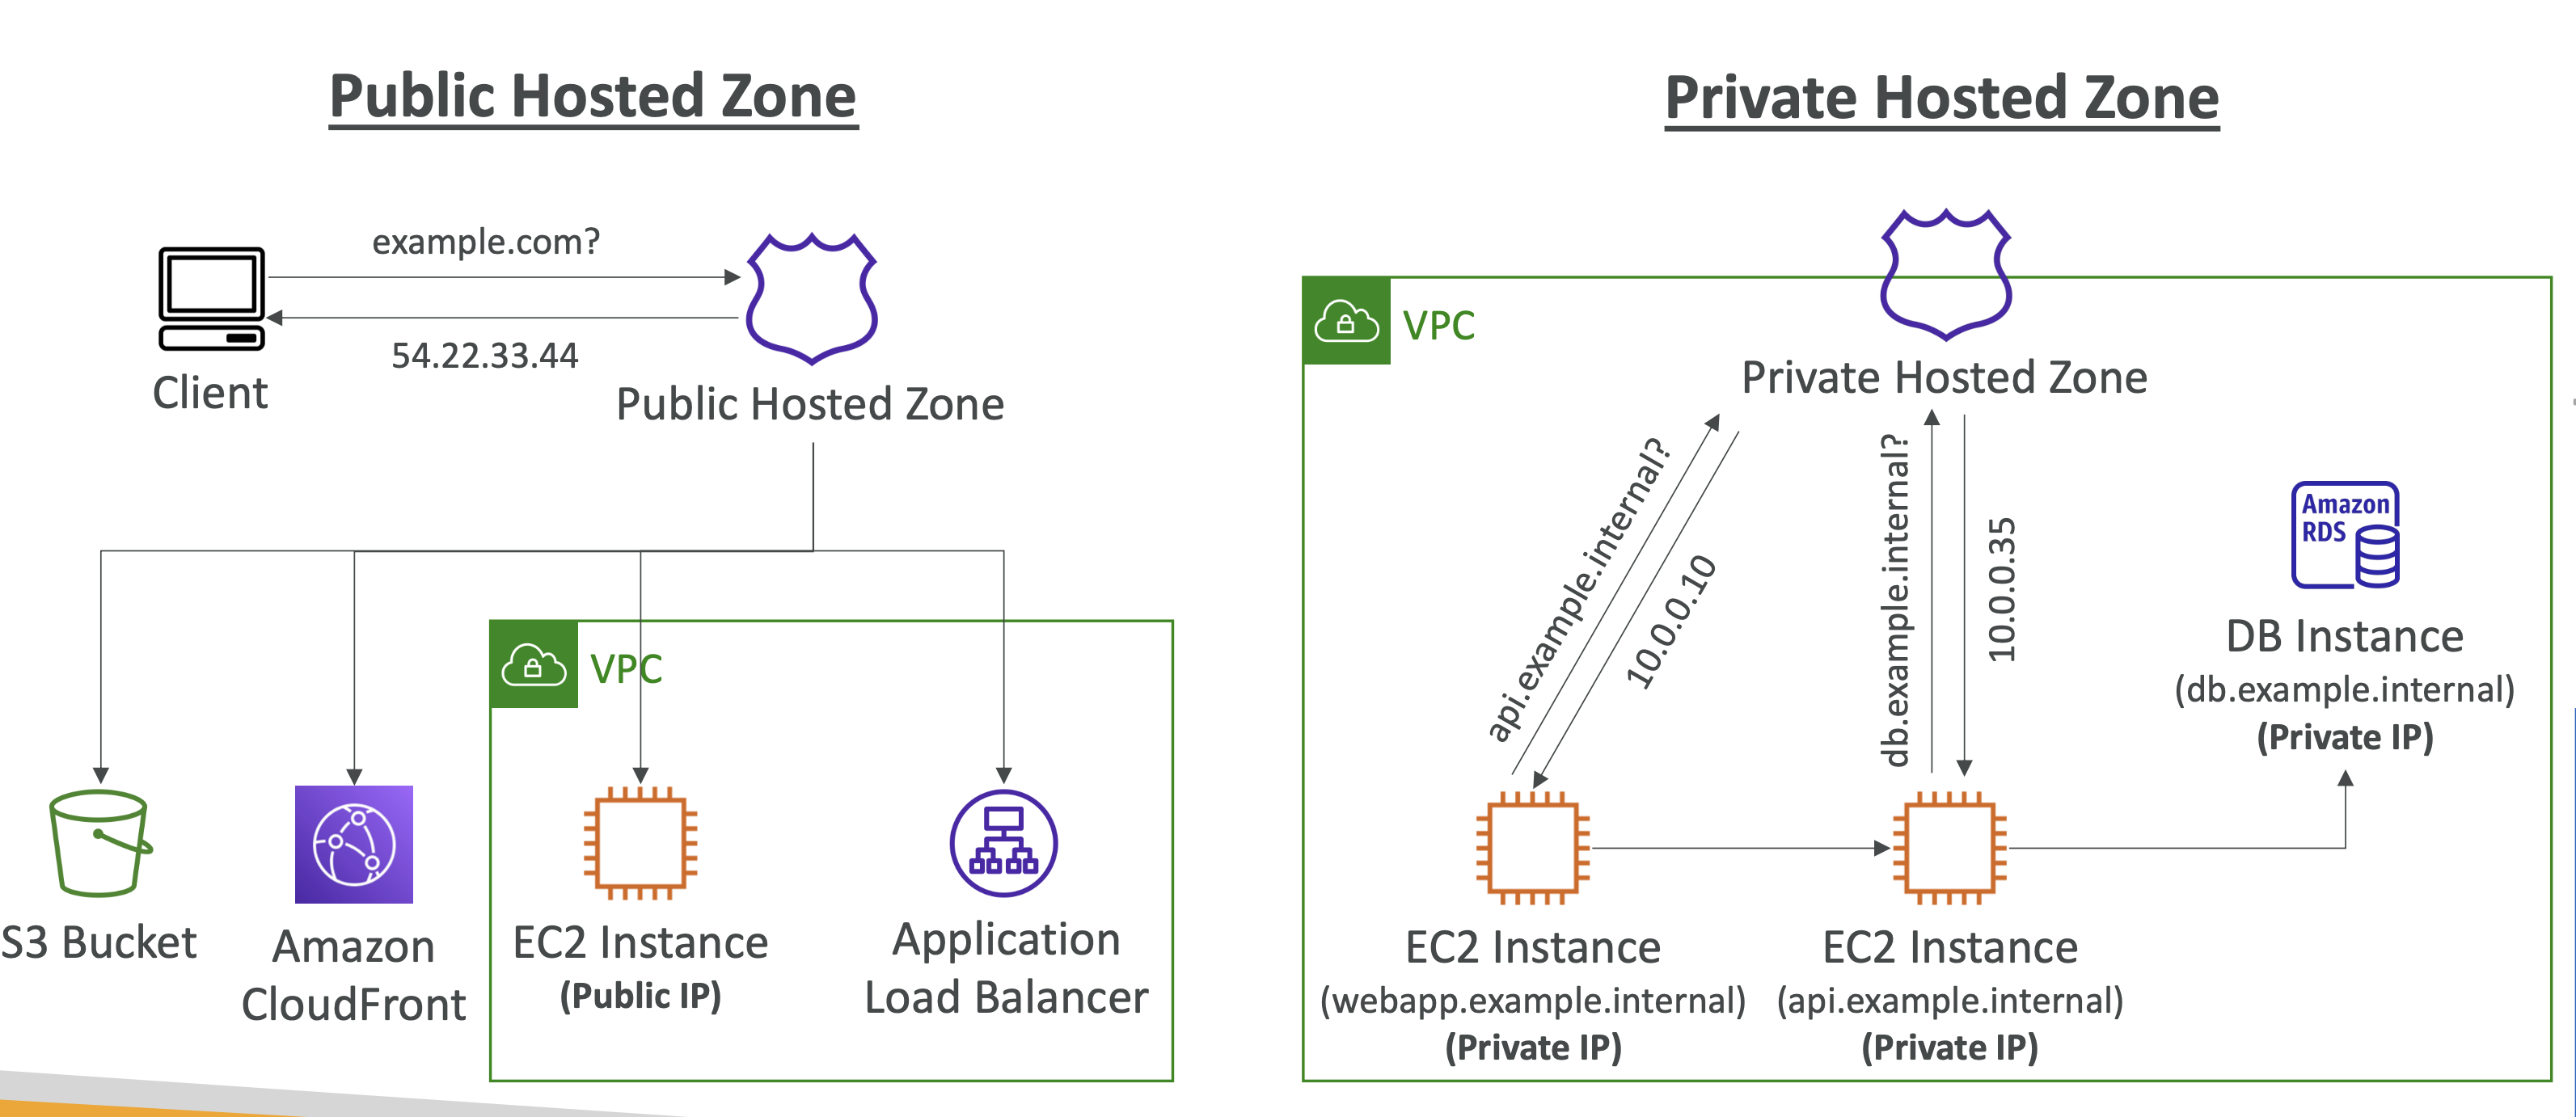 Public Hosted Zone
example.com?
54.22.33.44
Client
Public Hosted Zone
VPC
S3 Bucket
Amazon
CloudFront
EC2 Instance
(Public IP)
Application
Load Balancer
Private Hosted Zone
VPC
Private Hosted Zone
api.example.internal?
10.0.0.10
db.example.internal?
10.0.0.35
Amazon
RDS
DB Instance
(db.example.internal)
(Private IP)
EC2 Instance
(webapp.example.internal)
(Private IP)
EC2 Instance
(api.example.internal)
(Private IP)